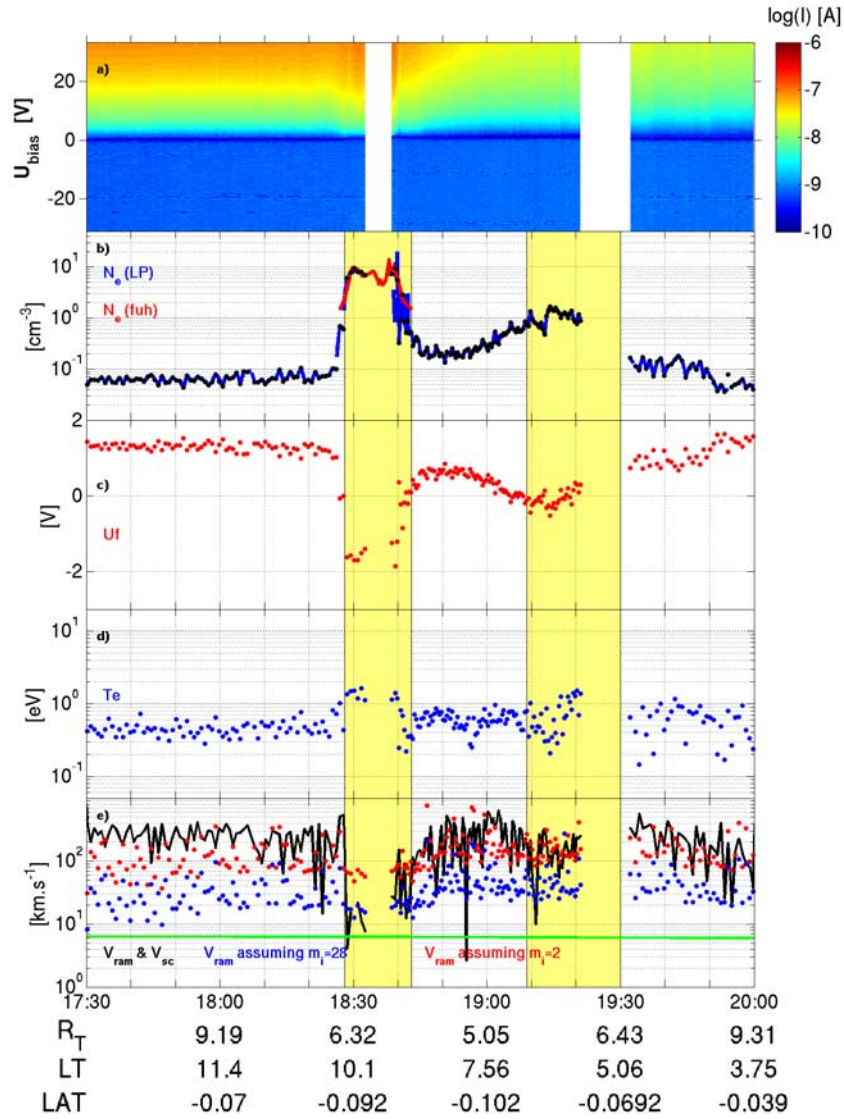 log(I) [A]
-6
-7
-8
-9
-10
a)
20
0
-20
U_bias [V]
b)
N_e (LP)
N_e (fuh)
10^1
10^0
10^-1
[cm^-3]
c)
2
0
-2
[V]
Uf
d)
10^1
10^0
10^-1
[eV]
Te
e)
10^2
10^1
10^0
[km.s^-1]
V_ram & V_sc V_ram assuming m_i=28 V_ram assuming m_i=2
17:30 18:00 18:30 19:00 19:30 20:00
R_T 9.19 6.32 5.05 6.43 9.31
LT 11.4 10.1 7.56 5.06 3.75
LAT -0.07 -0.092 -0.102 -0.0692 -0.039